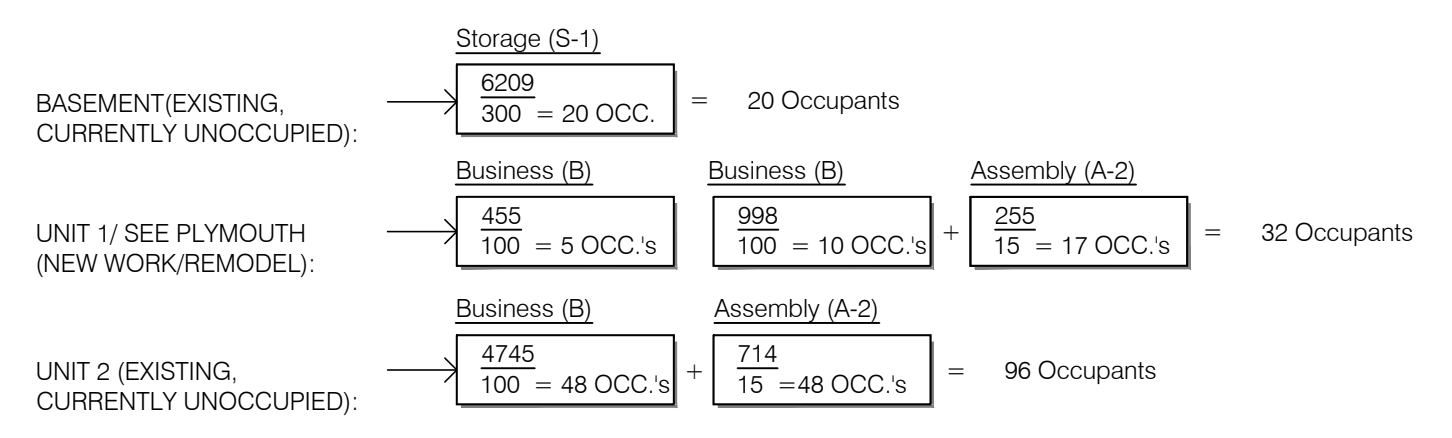 Storage (S-1)
BASEMENT(EXISTING,
CURRENTLY UNOCCUPIED):
6209
300 = 20 OCC.
= 20 Occupants
Business (B)
Business (B)
Assembly (A-2)
UNIT 1/ SEE PLYMOUTH
(NEW WORK/REMODEL):
455
100 = 5 OCC.'s
998
100 = 10 OCC.'s
+
255
15 = 17 OCC.'s
= 32 Occupants
Business (B)
Assembly (A-2)
UNIT 2 (EXISTING,
CURRENTLY UNOCCUPIED):
4745
100 = 48 OCC.'s
+
714
15 =48 OCC.'s
= 96 Occupants